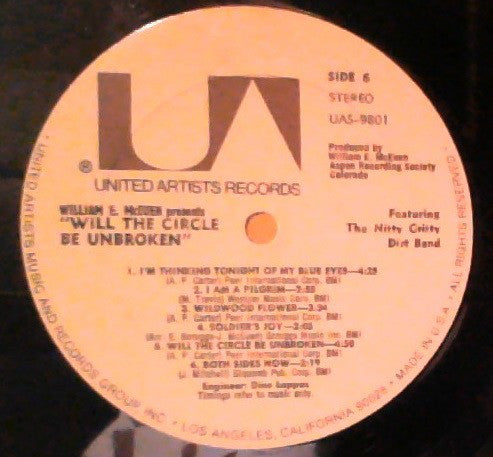 UA
®
UNITED ARTISTS RECORDS
SIDE 6
STEREO
UAS-9801
Produced by
William E. McEuen
Aspen Recording Society
Colorado
WILLIAM E. McEUEN presents
"WILL THE CIRCLE
BE UNBROKEN"
Featuring
The Nitty Gritty
Dirt Band
1. I'M THINKING TONIGHT OF MY BLUE EYES—4:25
(A. P. Carter) Peer International Corp. BMI)
2. I AM A PILGRIM—2:55
(M. Travis) Western Music Corp. BMI)
3. WILDWOOD FLOWER—3:34
(A. P. Carter) Peer International Corp. BMI)
4. SOLDIER'S JOY—2:05
Music Inc. BMI)
5. WILL THE CIRCLE BE UNBROKEN—4:50
(A. P. Carter) Peer International Corp. BMI)
6. BOTH SIDES NOW—2:19
(J. Mitchell) Siquomb Pub. Corp. BMI)
Engineer: Dino Lappas
Timings refer to music only.
• UNITED ARTISTS MUSIC AND RECORDS GROUP INC. • LOS ANGELES, CALIFORNIA 90028 • MADE IN U.S.A. • ALL RIGHTS RESERVED •